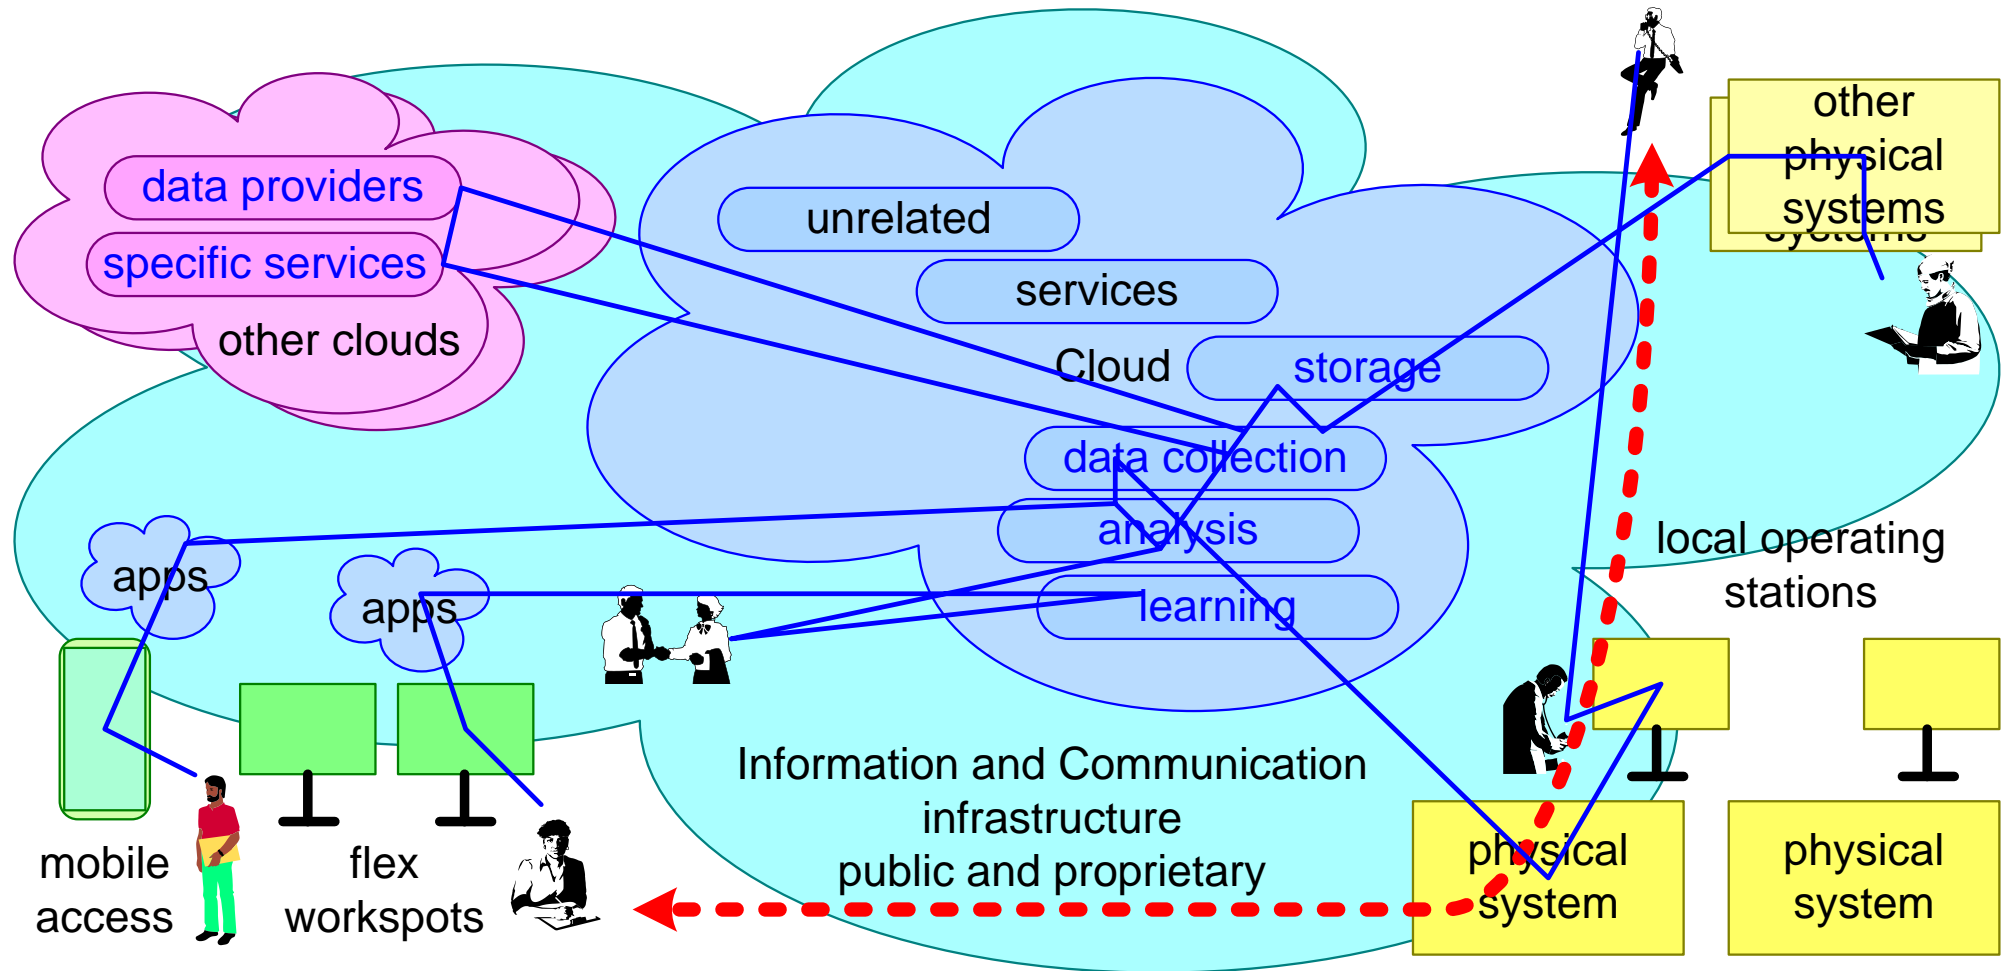 other
physical
systems
systems
data providers
specific services
other clouds
unrelated
services
Cloud
storage
data collection
analysis
learning
apps
apps
local operating
stations
Information and Communication
infrastructure
public and proprietary
mobile
access
flex
workspots
physical
system
physical
system